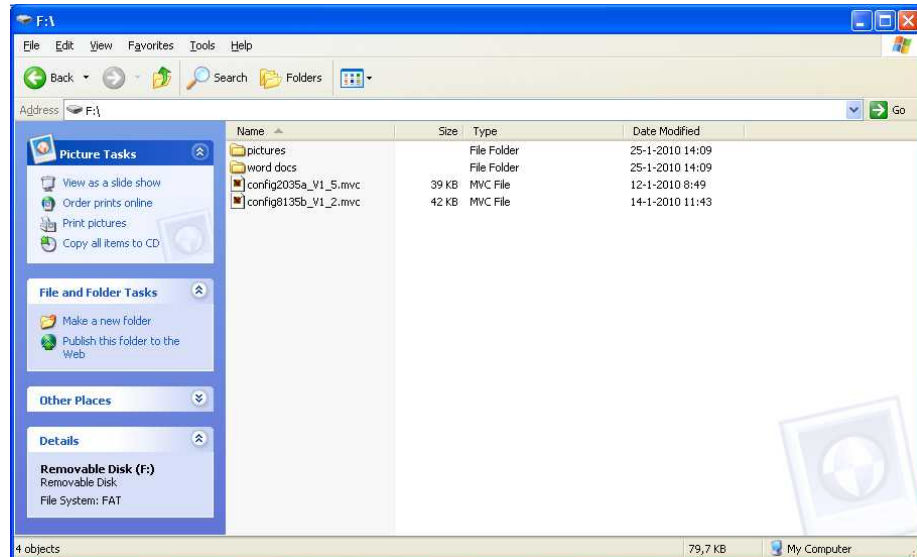 F:\
File Edit View Favorites Tools Help
Back Search Folders
Address F:\ Go
Name Size Type Date Modified
pictures File Folder 25-1-2010 14:09
word docs File Folder 25-1-2010 14:09
config2035a_V1_5.mvc 39 KB MVC File 12-1-2010 8:49
config8135b_V1_2.mvc 42 KB MVC File 14-1-2010 11:43
Picture Tasks
View as a slide show
Order prints online
Print pictures
Copy all items to CD
File and Folder Tasks
Make a new folder
Publish this folder to the
Web
Other Places
Details
Removable Disk (F:)
Removable Disk
File System: FAT
4 objects 79,7 KB My Computer